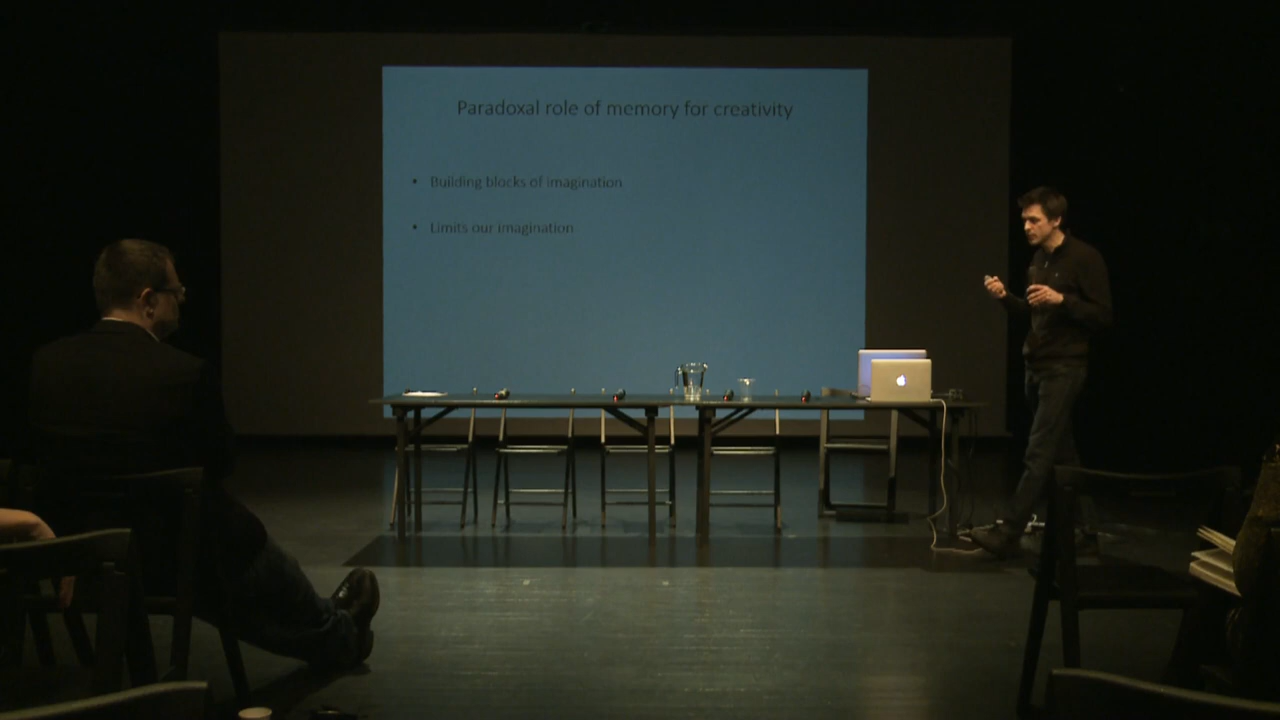 Paradoxal role of memory for creativity
• Building blocks of imagination
• Limits our imagination